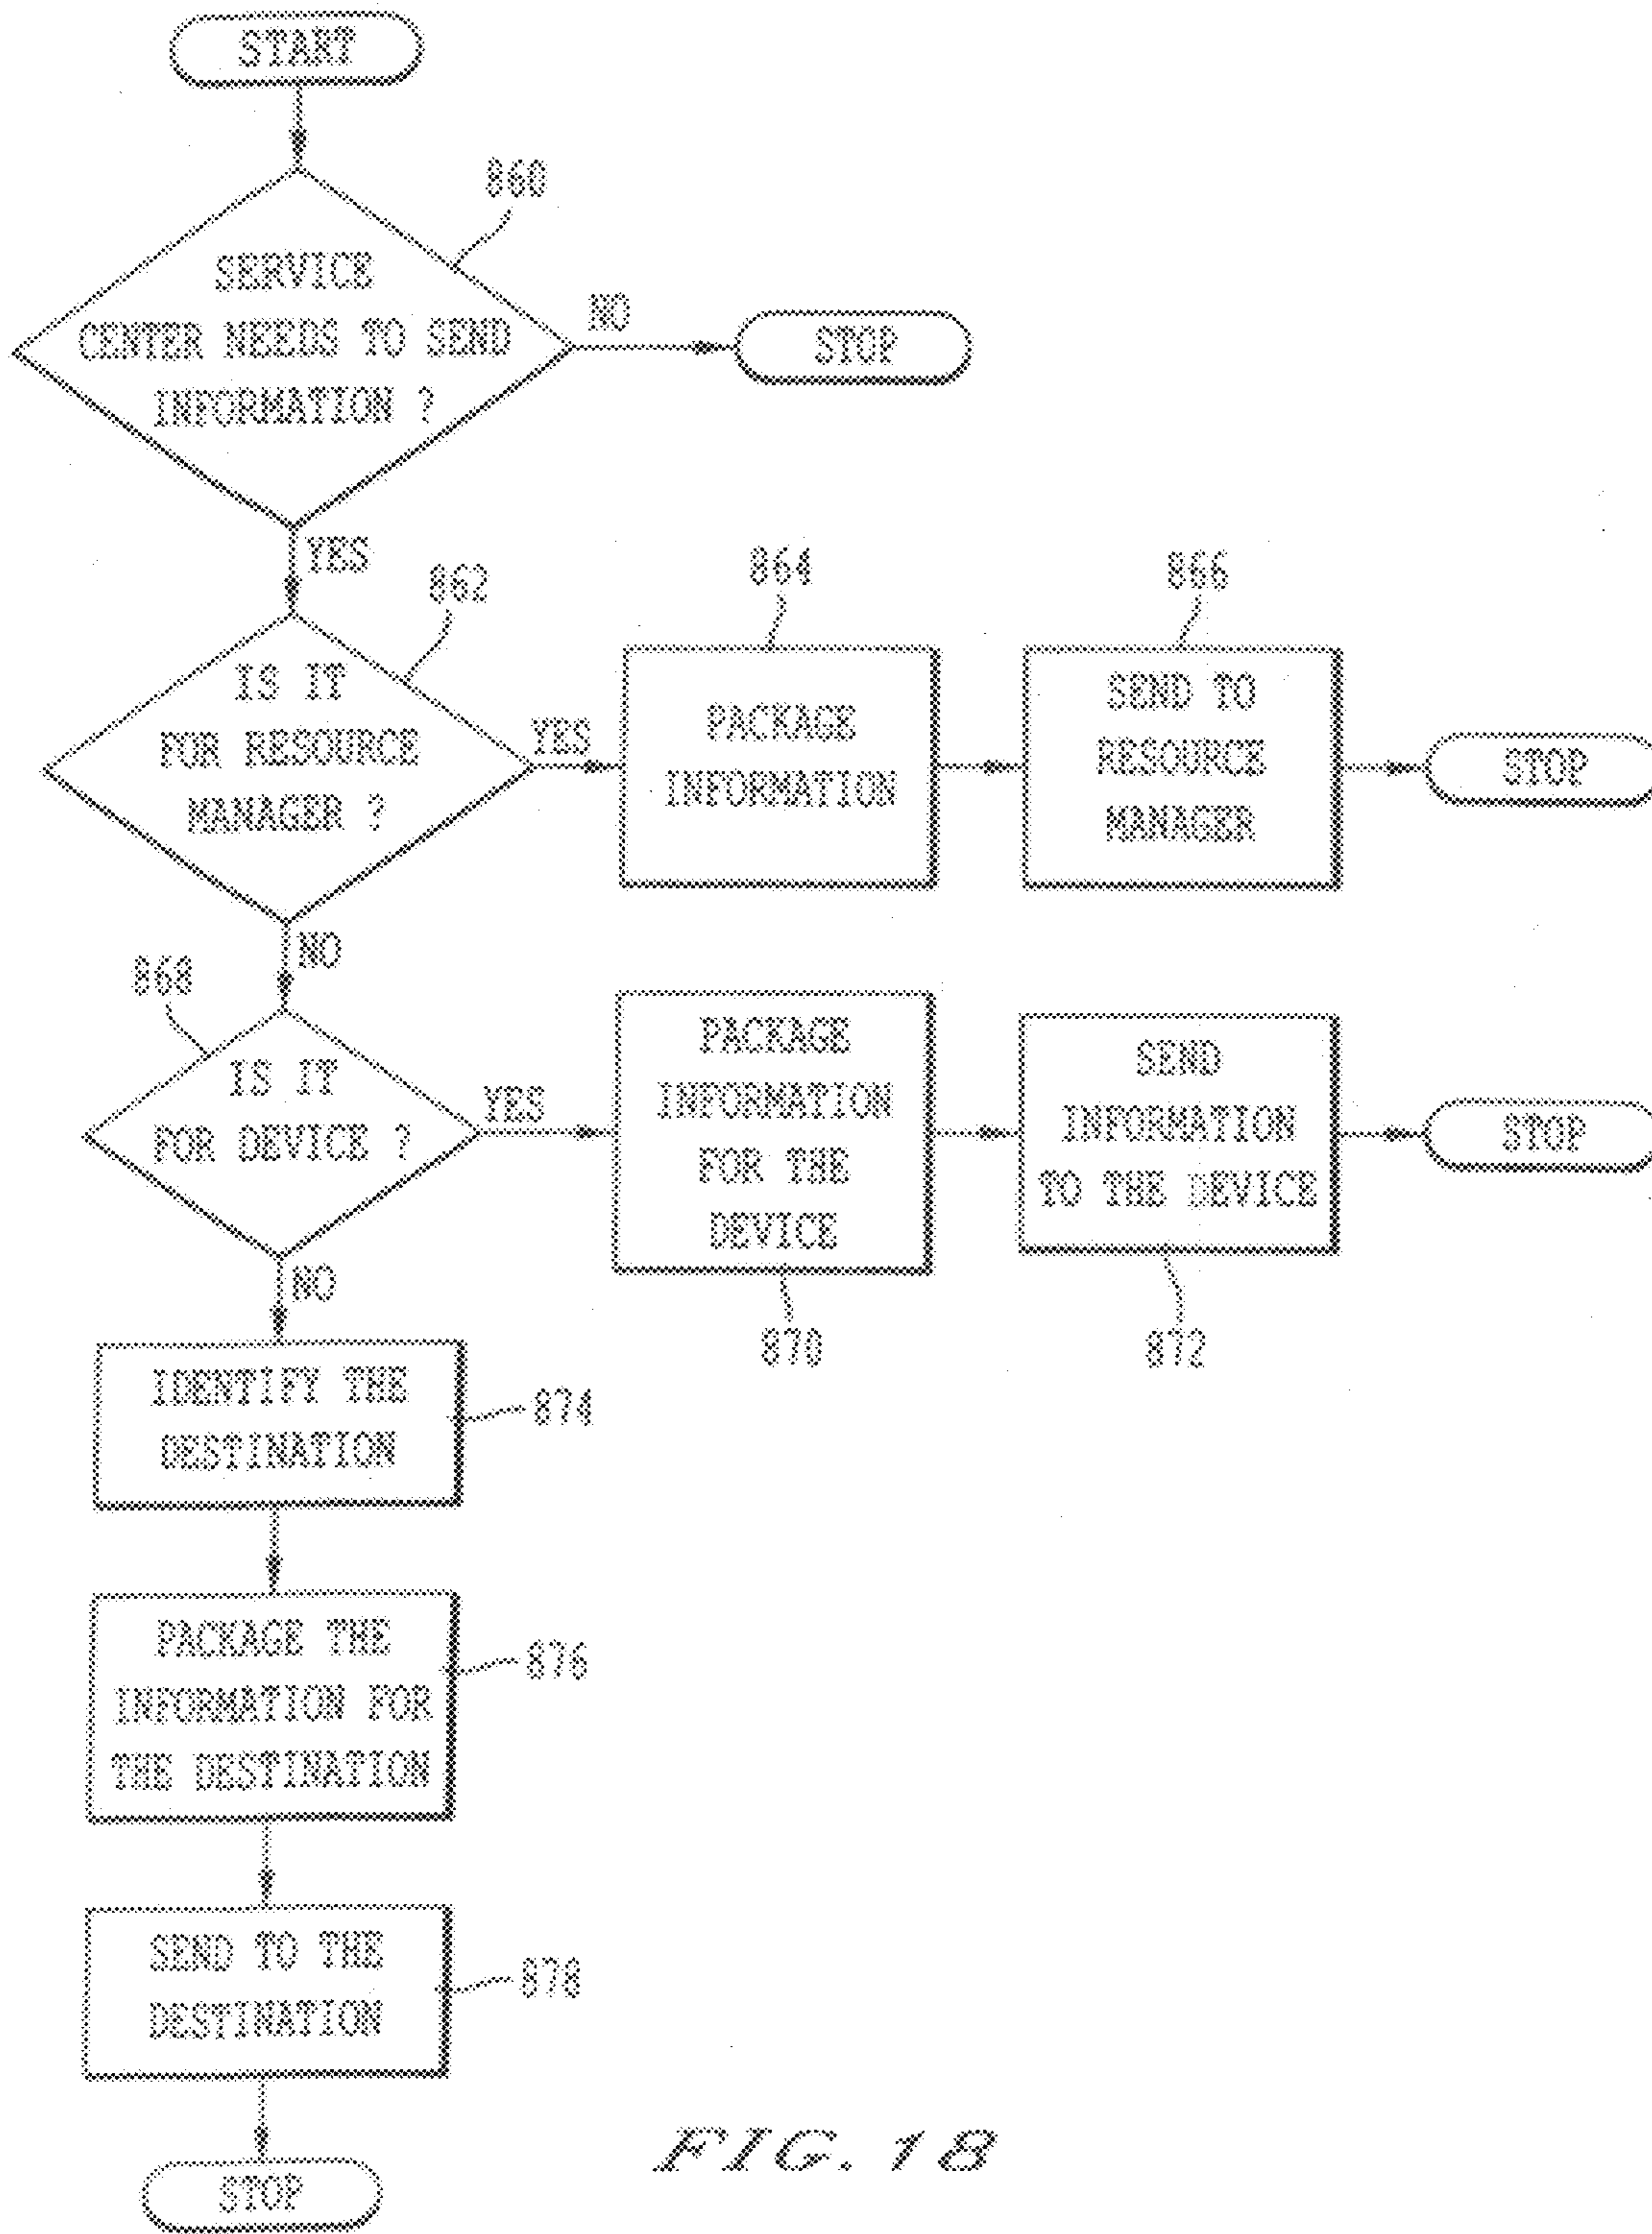 START
860
SERVICE
CENTER NEEDS TO SEND
INFORMATION ?
NO
STOP
YES
862
IS IT
FOR RESOURCE
MANAGER ?
YES
864
PACKAGE
INFORMATION
866
SEND TO
RESOURCE
MANAGER
STOP
NO
868
IS IT
FOR DEVICE ?
YES
PACKAGE
INFORMATION
FOR THE
DEVICE
870
SEND
INFORMATION
TO THE DEVICE
872
STOP
NO
IDENTIFY THE
DESTINATION
874
PACKAGE THE
INFORMATION FOR
THE DESTINATION
876
SEND TO THE
DESTINATION
878
STOP
FIG. 18